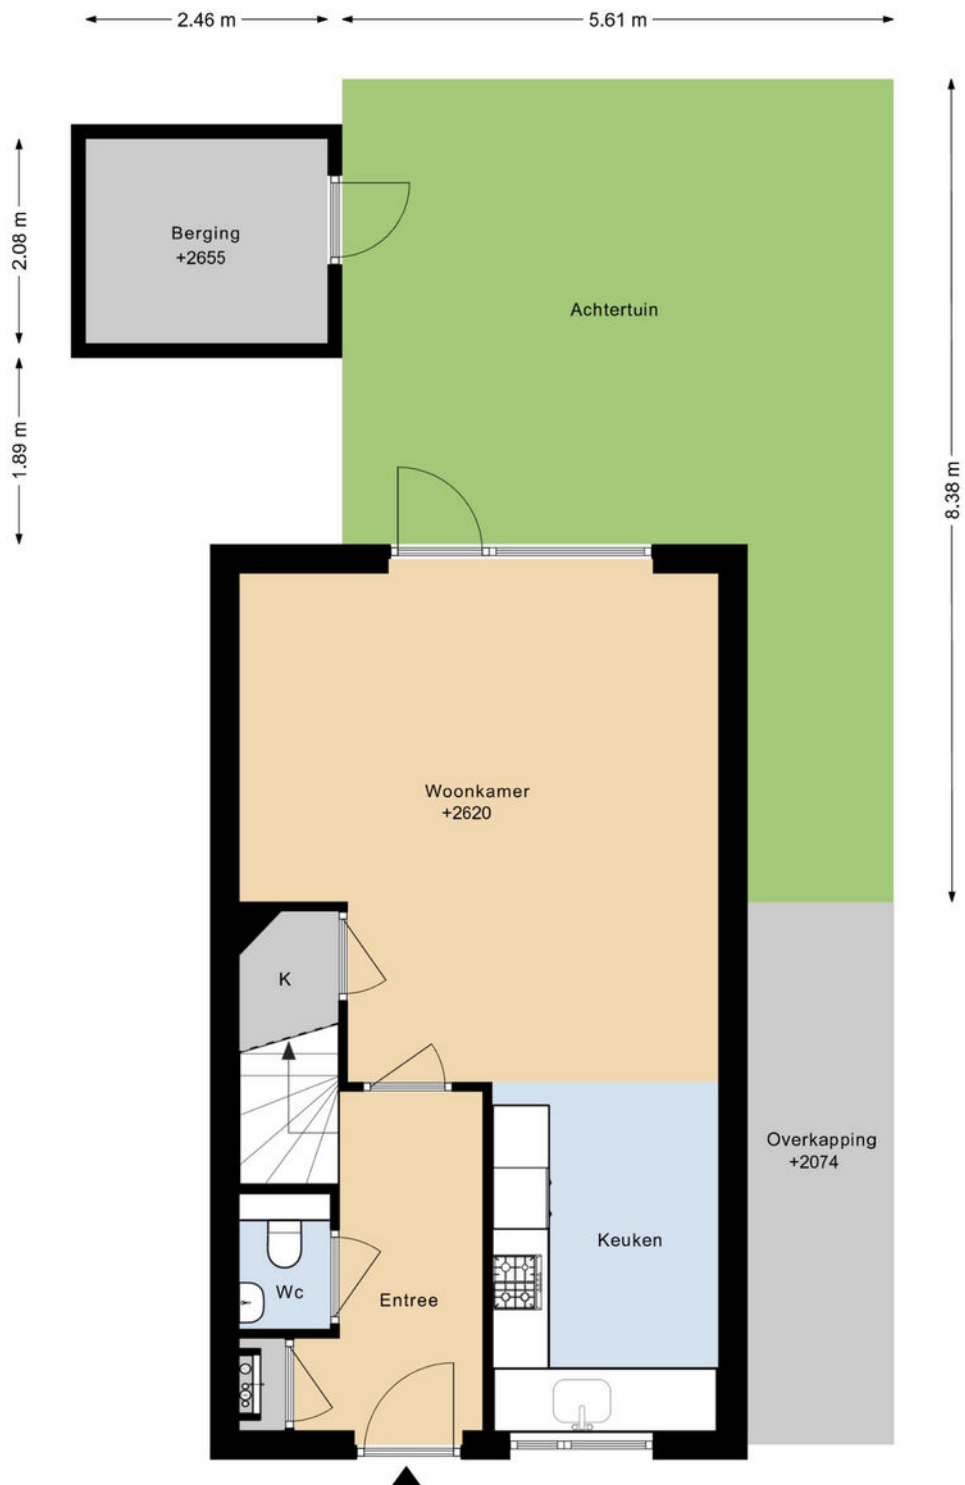 2.46 m
5.61 m
2.08 m
Berging
+2655
Achtertuin
1.89 m
8.38 m
Woonkamer
+2620
K
Overkapping
+2074
Keuken
Wc
Entree